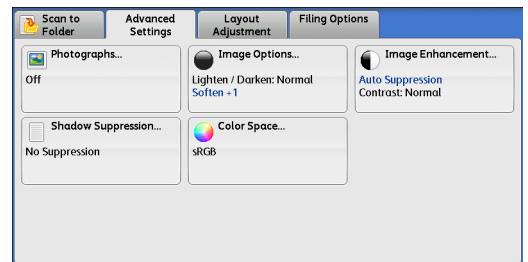 Scan to
Folder
Advanced
Settings
Layout
Adjustment
Filing Options
Photographs...
Off
Image Options...
Lighten / Darken: Normal
Soften +1
Image Enhancement...
Auto Suppression
Contrast: Normal
Shadow Suppression...
No Suppression
Color Space...
sRGB